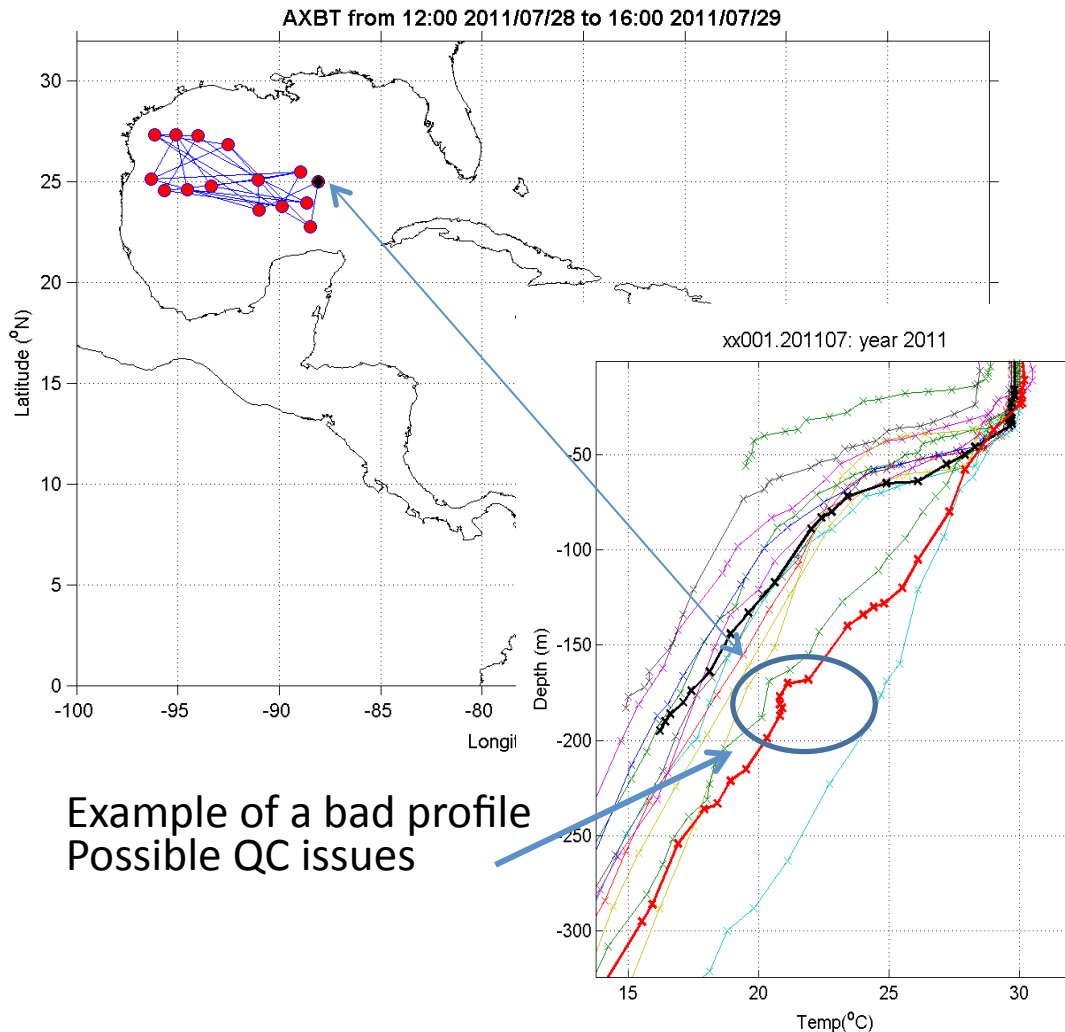 AXBT from 12:00 2011/07/28 to 16:00 2011/07/29
30
25
20
15
10
5
0
Latitude (°N)
-100
-95
-90
-85
-80
Longit
xx001.201107: year 2011
-50
-100
-150
-200
-250
-300
Depth (m)
15
20
25
30
Temp(°C)
Example of a bad profile
Possible QC issues